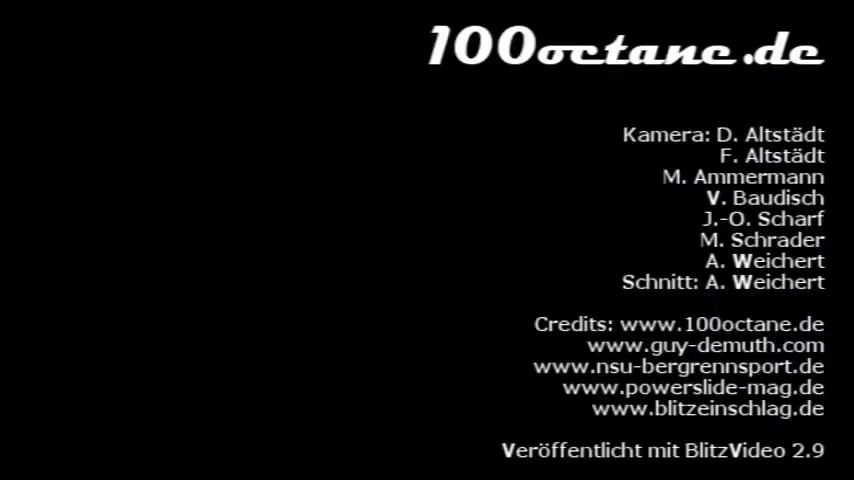 100octane.de
Kamera: D. Altstädt
F. Altstädt
M. Ammermann
V. Baudisch
J.-O. Scharf
M. Schrader
A. Weichert
Schnitt: A. Weichert
Credits: www.100octane.de
www.guy-demuth.com
www.nsu-bergrennsport.de
www.powerslide-mag.de
www.blitzeinschlag.de
Veröffentlicht mit BlitzVideo 2.9